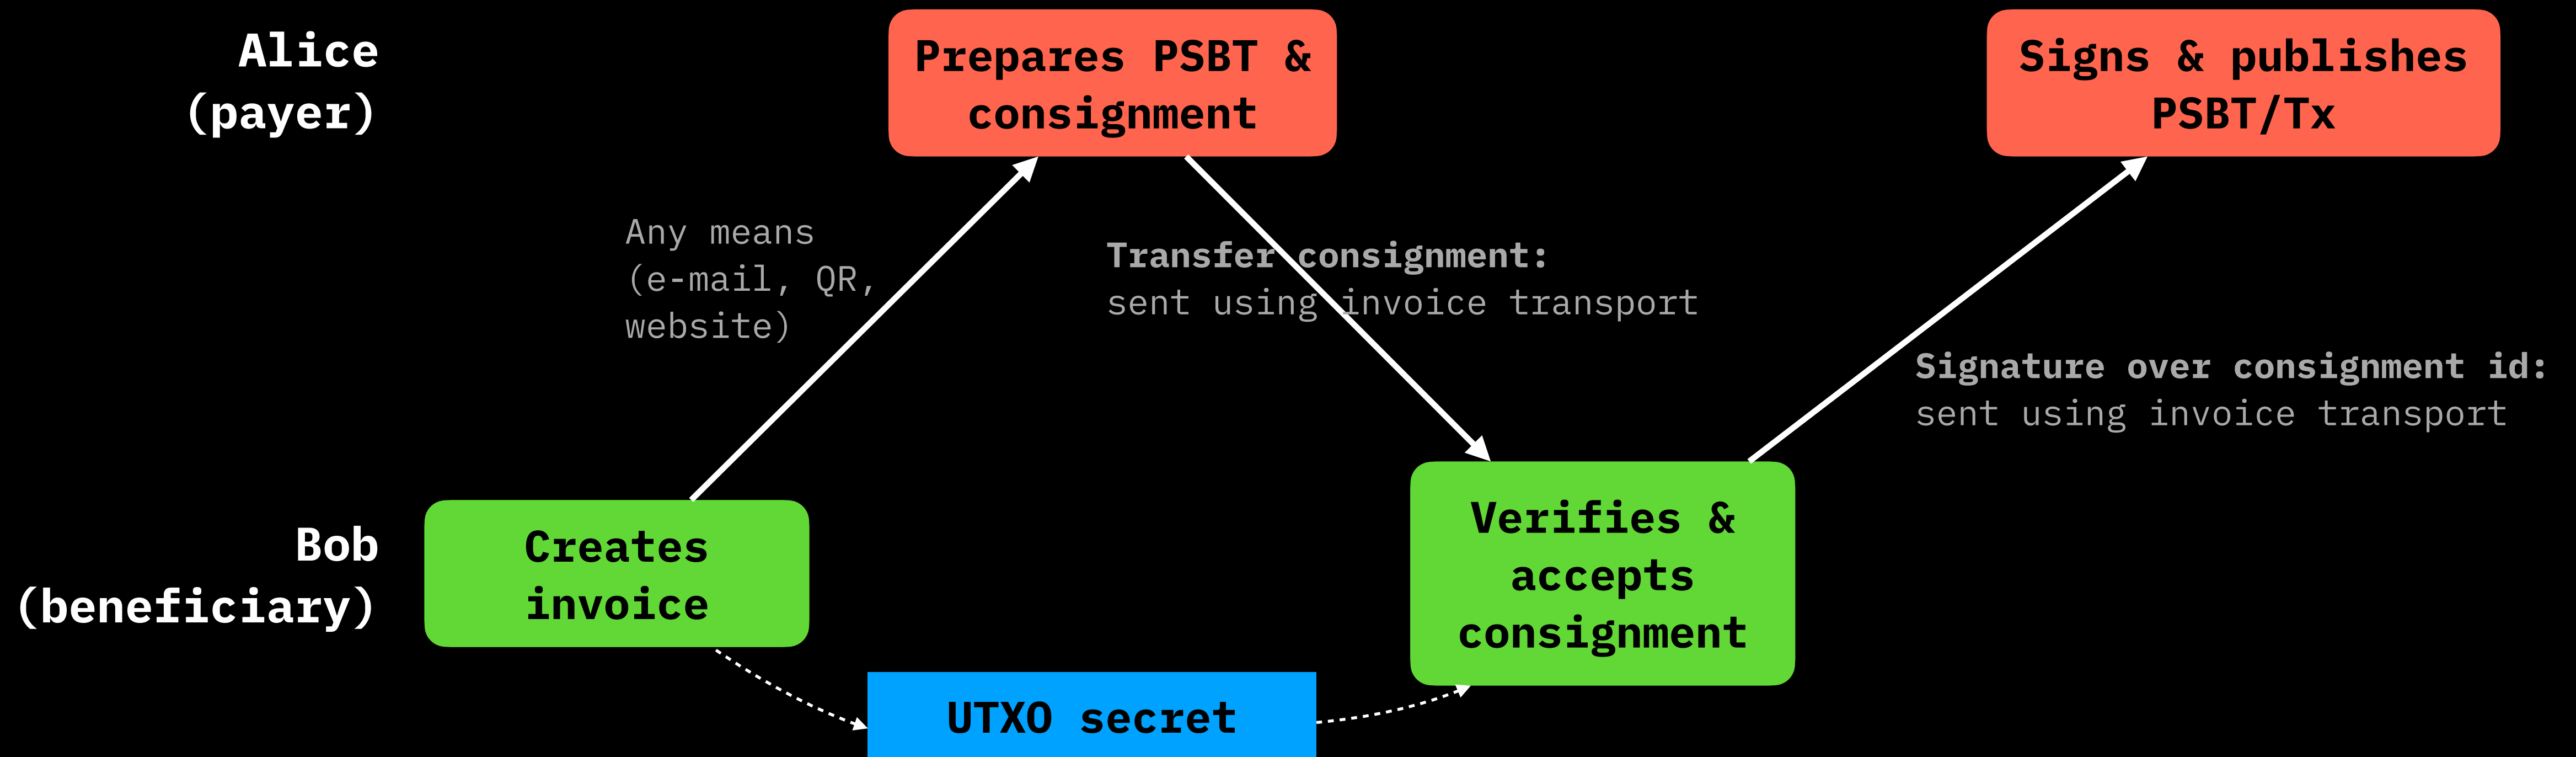 Alice
(payer)
Prepares PSBT &
consignment
Signs & publishes
PSBT/Tx
Any means
(e-mail, QR,
website)
Transfer consignment:
sent using invoice transport
Signature over consignment id:
sent using invoice transport
Bob
(beneficiary)
Creates
invoice
Verifies &
accepts
consignment
UTXO secret